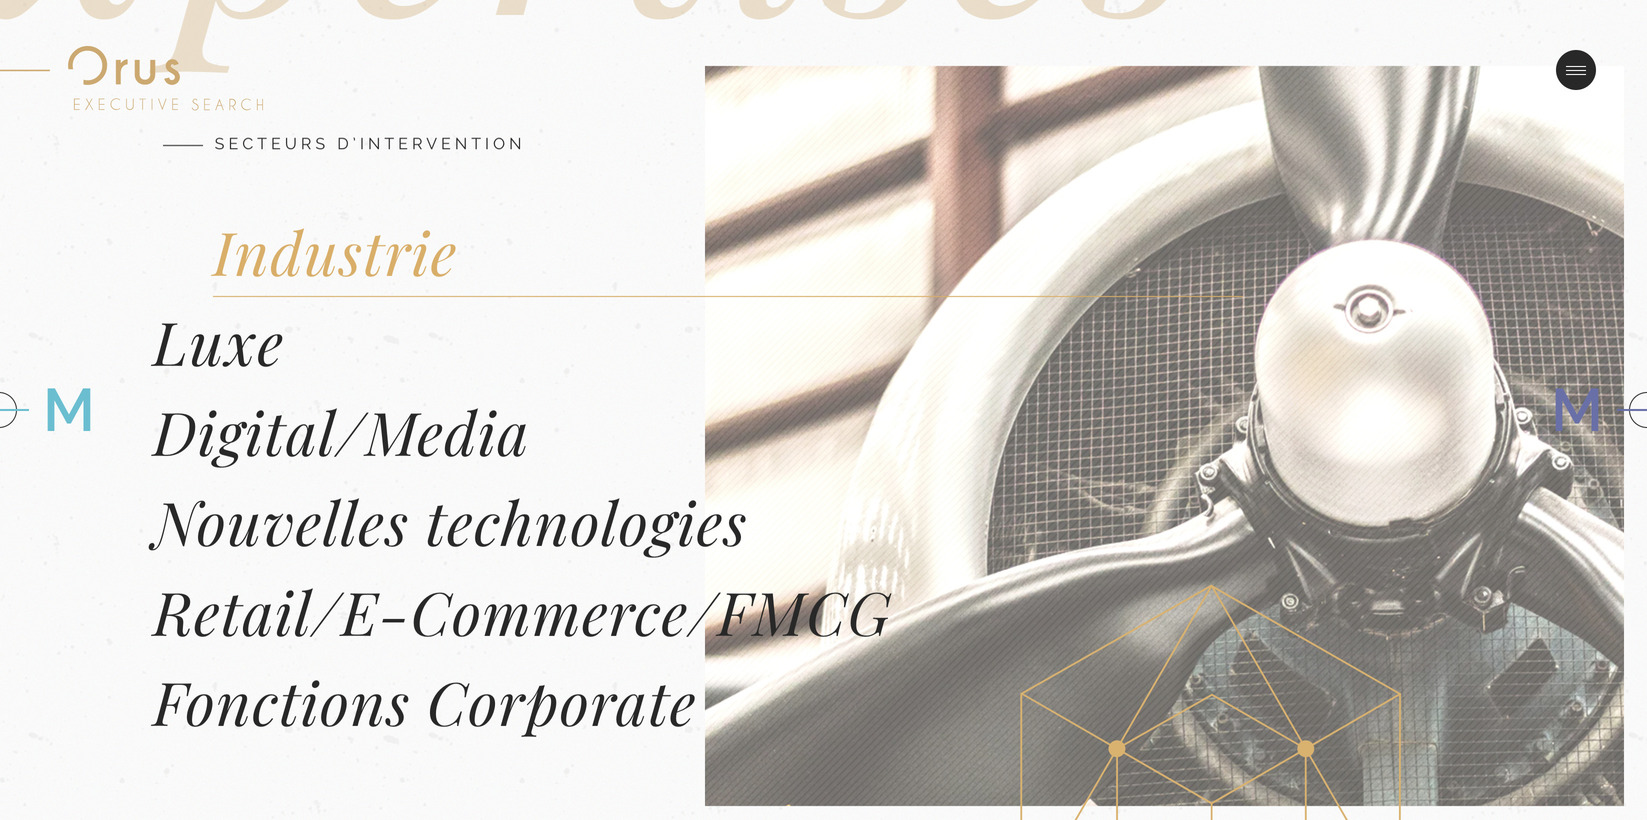 Orus
EXECUTIVE SEARCH
SECTEURS D'INTERVENTION
Industrie
Luxe
Digital/Media
Nouvelles technologies
Retail/E-Commerce/FMCG
Fonctions Corporate
M
M